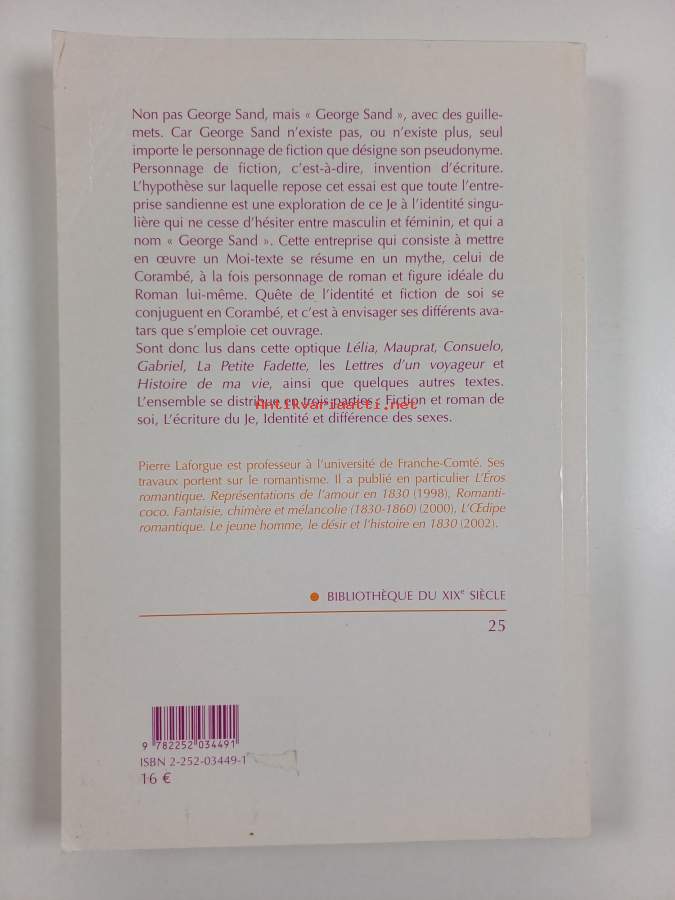 Non pas George Sand, mais « George Sand », avec des guille-
mets. Car George Sand n'existe pas, ou n'existe plus, seul
importe le personnage de fiction que désigne son pseudonyme.
Personnage de fiction, c'est-à-dire, invention d'écriture.
L'hypothèse sur laquelle repose cet essai est que toute l'entre-
prise sandienne est une exploration de ce Je à l'identité singu-
lière qui ne cesse d'hésiter entre masculin et féminin, et qui a
nom « George Sand ». Cette entreprise qui consiste à mettre
en œuvre un Moi-texte se résume en un mythe, celui de
Corambé, à la fois personnage de roman et figure idéale du
Roman lui-même. Quête de l'identité et fiction de soi se
conjuguent en Corambé, et c'est à envisager ses différents ava-
tars que s'emploie cet ouvrage.
Sont donc lus dans cette optique Lélia, Mauprat, Consuelo,
Gabriel, La Petite Fadette, les Lettres d'un voyageur et
Histoire de ma vie, ainsi que quelques autres textes.
L'ensemble se distribue en trois parties : Fiction et roman de
Antikvariaatti.net
soi, L'écriture du Je, Identité et différence des sexes.
Pierre Laforgue est professeur à l'université de Franche-Comté. Ses
travaux portent sur le romantisme. Il a publié en particulier L'Éros
romantique. Représentations de l'amour en 1830 (1998), Romanti-
coco. Fantaisie, chimère et mélancolie (1830-1860) (2000), L'Œdipe
romantique. Le jeune homme, le désir et l'histoire en 1830 (2002).
● BIBLIOTHÈQUE DU XIXe SIÈCLE
25
9 782252 034491
ISBN 2-252-03449-1
16 €